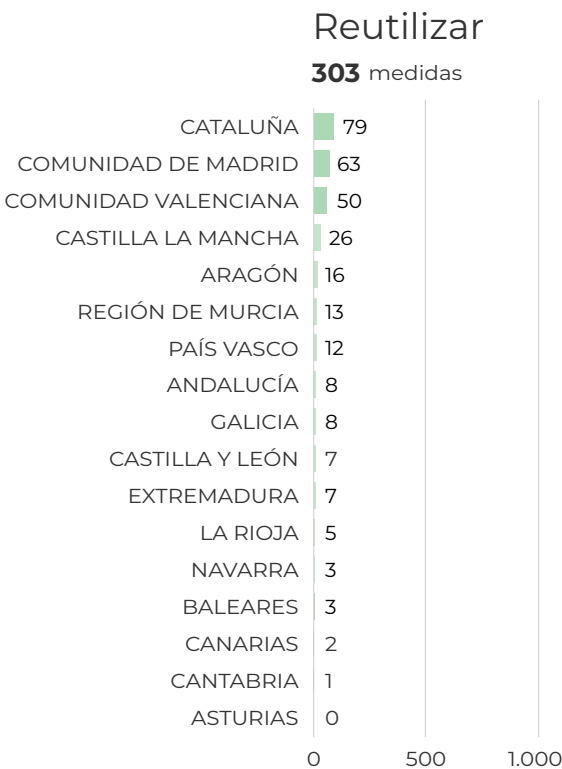 Reutilizar
303 medidas
CATALUÑA 79
COMUNIDAD DE MADRID 63
COMUNIDAD VALENCIANA 50
CASTILLA LA MANCHA 26
ARAGÓN 16
REGIÓN DE MURCIA 13
PAÍS VASCO 12
ANDALUCÍA 8
GALICIA 8
CASTILLA Y LEÓN 7
EXTREMADURA 7
LA RIOJA 5
NAVARRA 3
BALEARES 3
CANARIAS 2
CANTABRIA 1
ASTURIAS 0
0 500 1.000